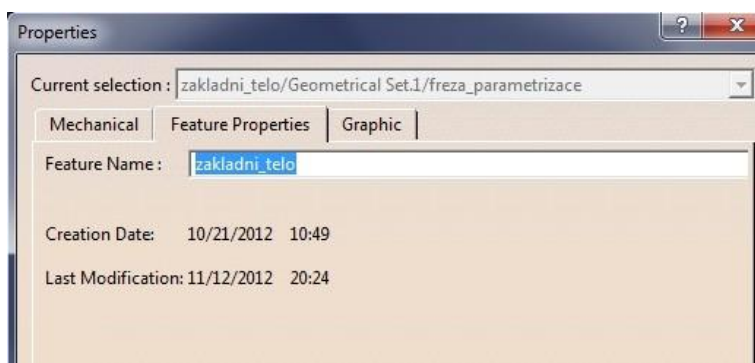 Properties
?
X
Current selection : zakladni_telo/Geometrical Set.1/freza_parametrizace
Mechanical Feature Properties Graphic
Feature Name : zakladni_telo
Creation Date: 10/21/2012 10:49
Last Modification: 11/12/2012 20:24